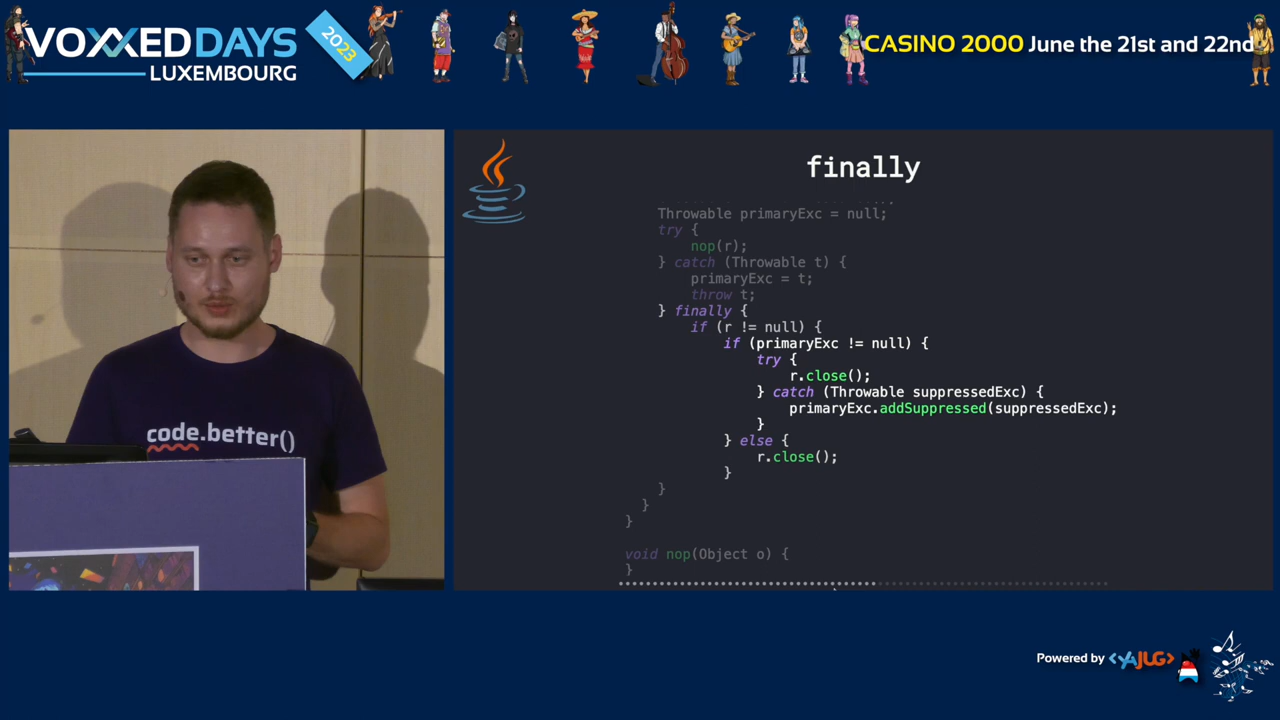 VOXXED DAYS
LUXEMBOURG
2023
CASINO 2000 June the 21st and 22nd
finally
Throwable primaryExc = null;
try {
nop(r);
} catch (Throwable t) {
primaryExc = t;
throw t;
} finally {
if (r != null) {
if (primaryExc != null) {
try {
r.close();
} catch (Throwable suppressedExc) {
primaryExc.addSuppressed(suppressedExc);
}
} else {
r.close();
}
}
}
}
void nop(Object o) {
}
code.better()
Powered by <YAJUG>